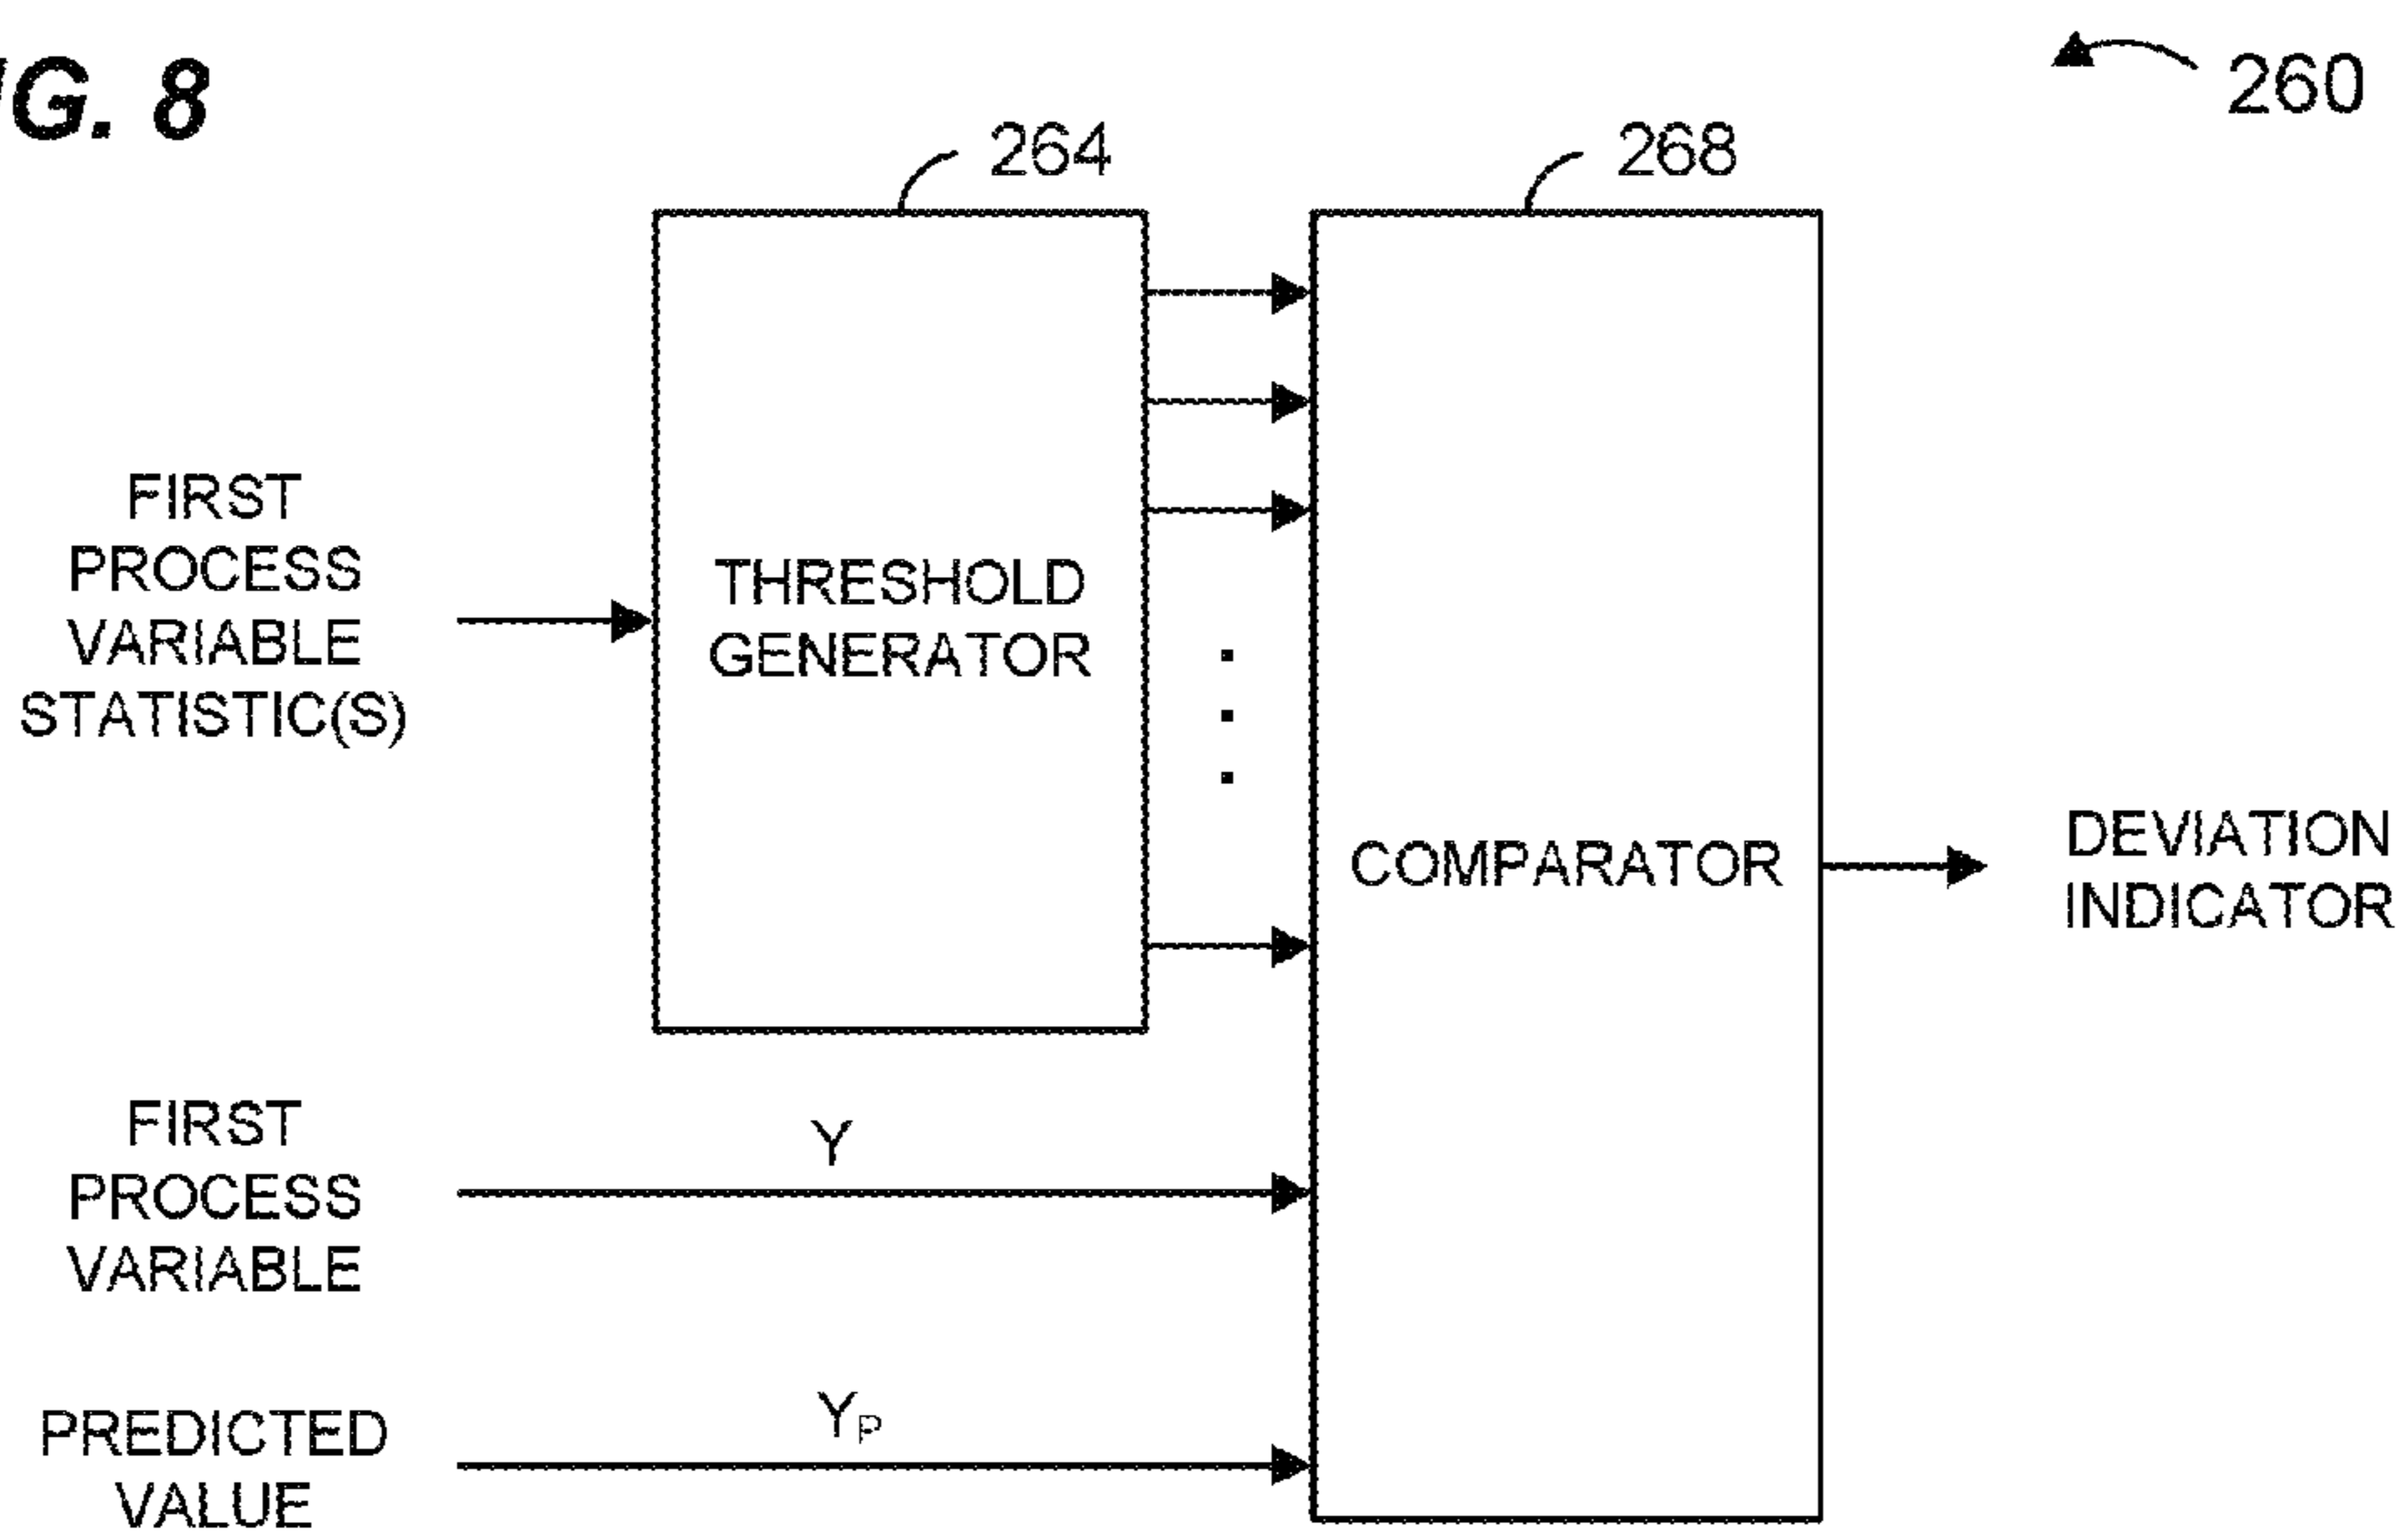 IG. 8
260
264
268
FIRST
PROCESS
VARIABLE
STATISTIC(S)
THRESHOLD
GENERATOR
COMPARATOR
DEVIATION
INDICATOR
FIRST
PROCESS
VARIABLE
Y
PREDICTED
VALUE
YP